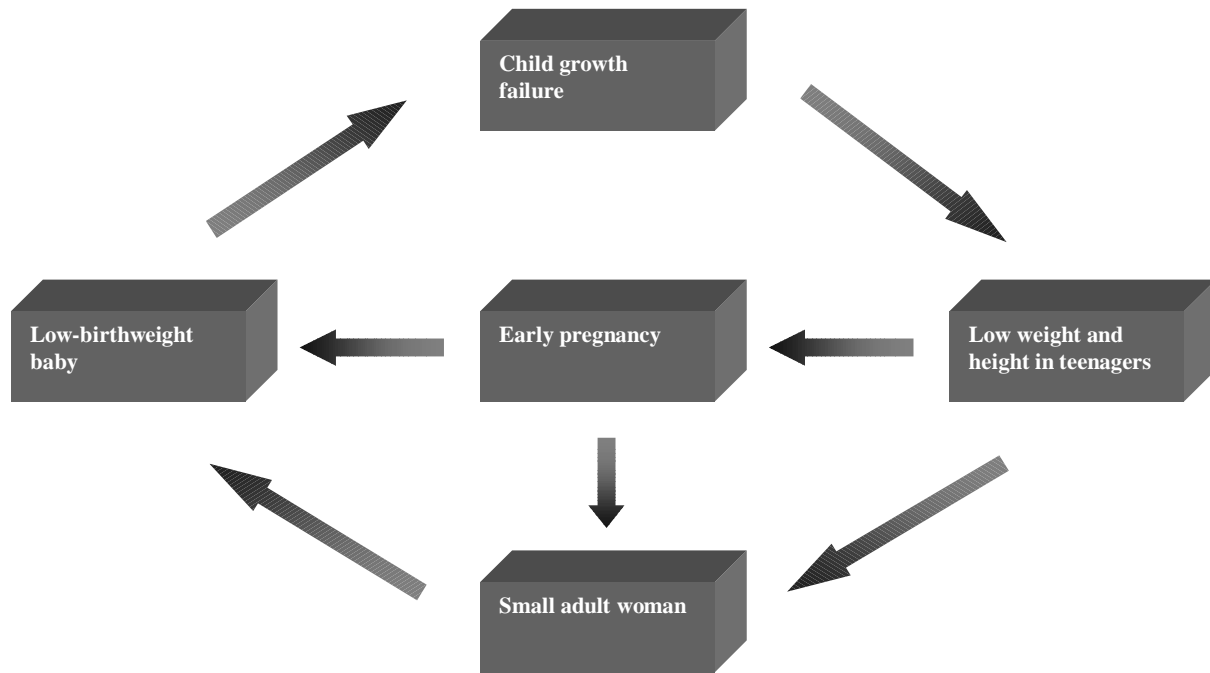 Child growth
failure
Low-birthweight
baby
Early pregnancy
Low weight and
height in teenagers
Small adult woman